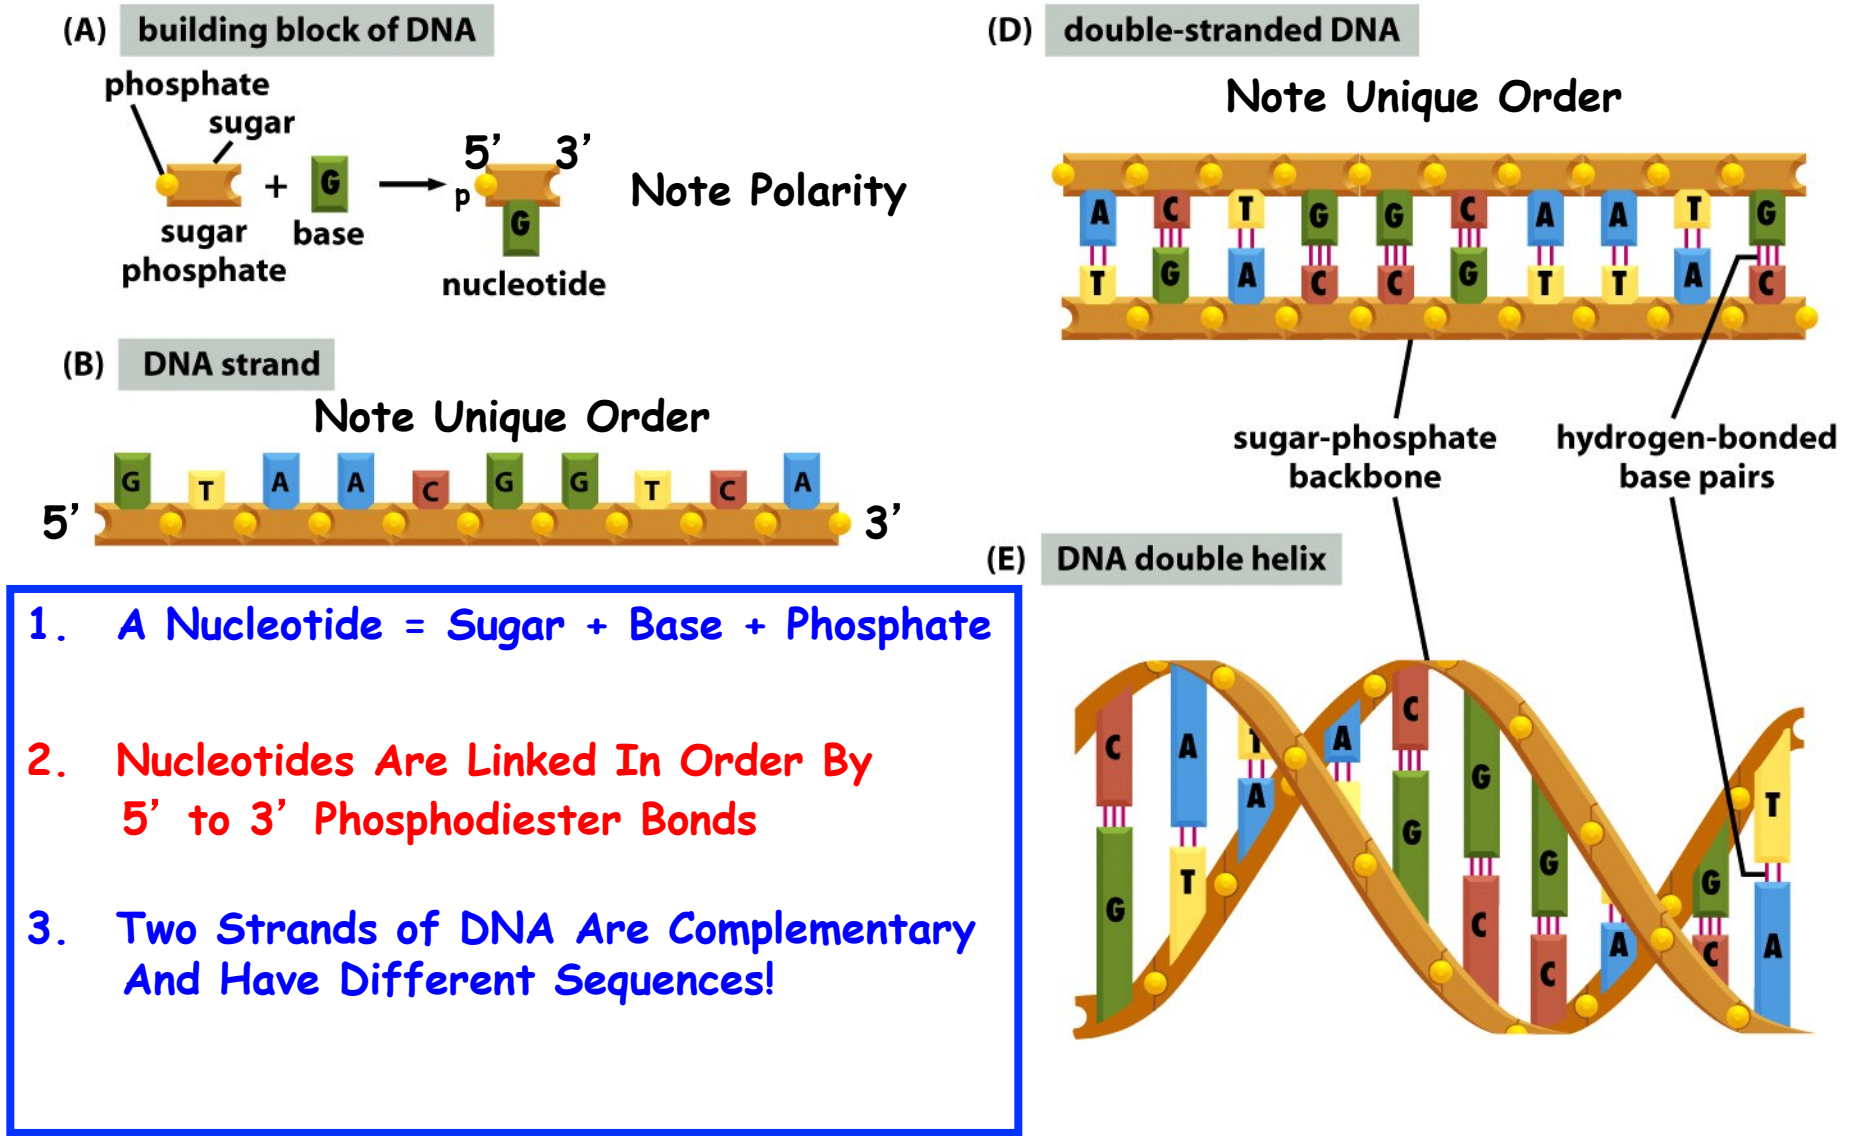 (A) building block of DNA
phosphate
sugar
5’ 3’
p
+ G
G
Note Polarity
sugar
phosphate
base
nucleotide
(B) DNA strand
Note Unique Order
G T A A C G G T C A
5’ 3’
1. A Nucleotide = Sugar + Base + Phosphate
2. Nucleotides Are Linked In Order By
5’ to 3’ Phosphodiester Bonds
3. Two Strands of DNA Are Complementary
And Have Different Sequences!
(D) double-stranded DNA
Note Unique Order
A C T G G C A A T G
T G A C C G T T A C
sugar-phosphate
backbone
hydrogen-bonded
base pairs
(E) DNA double helix
C A T A C G G G T
G T A G C C A C A